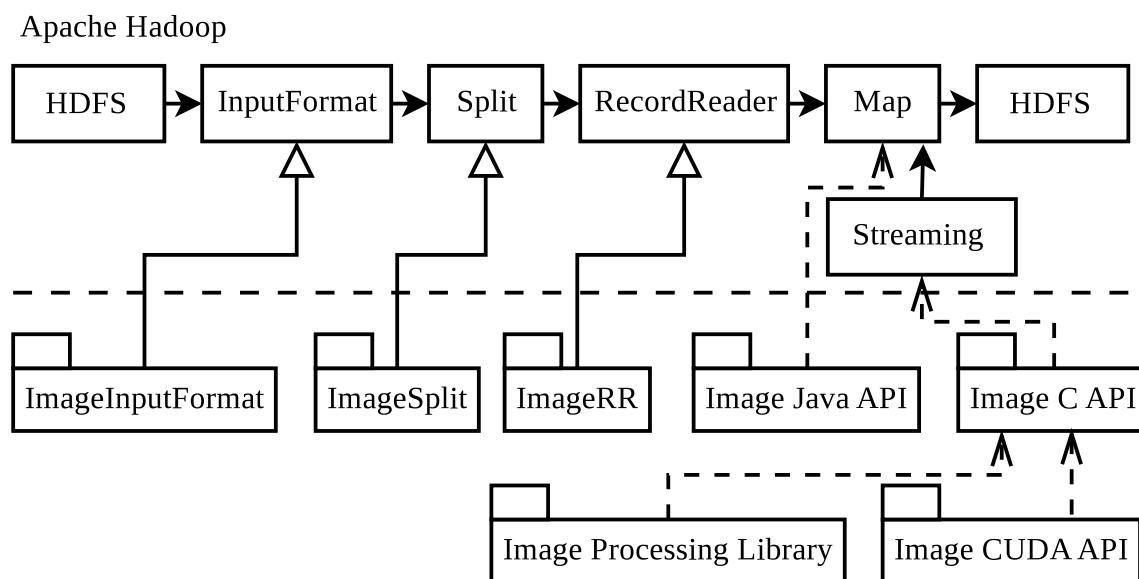 Apache Hadoop
HDFS
InputFormat
Split
RecordReader
Map
HDFS
Streaming
ImageInputFormat
ImageSplit
ImageRR
Image Java API
Image C API
Image Processing Library
Image CUDA API